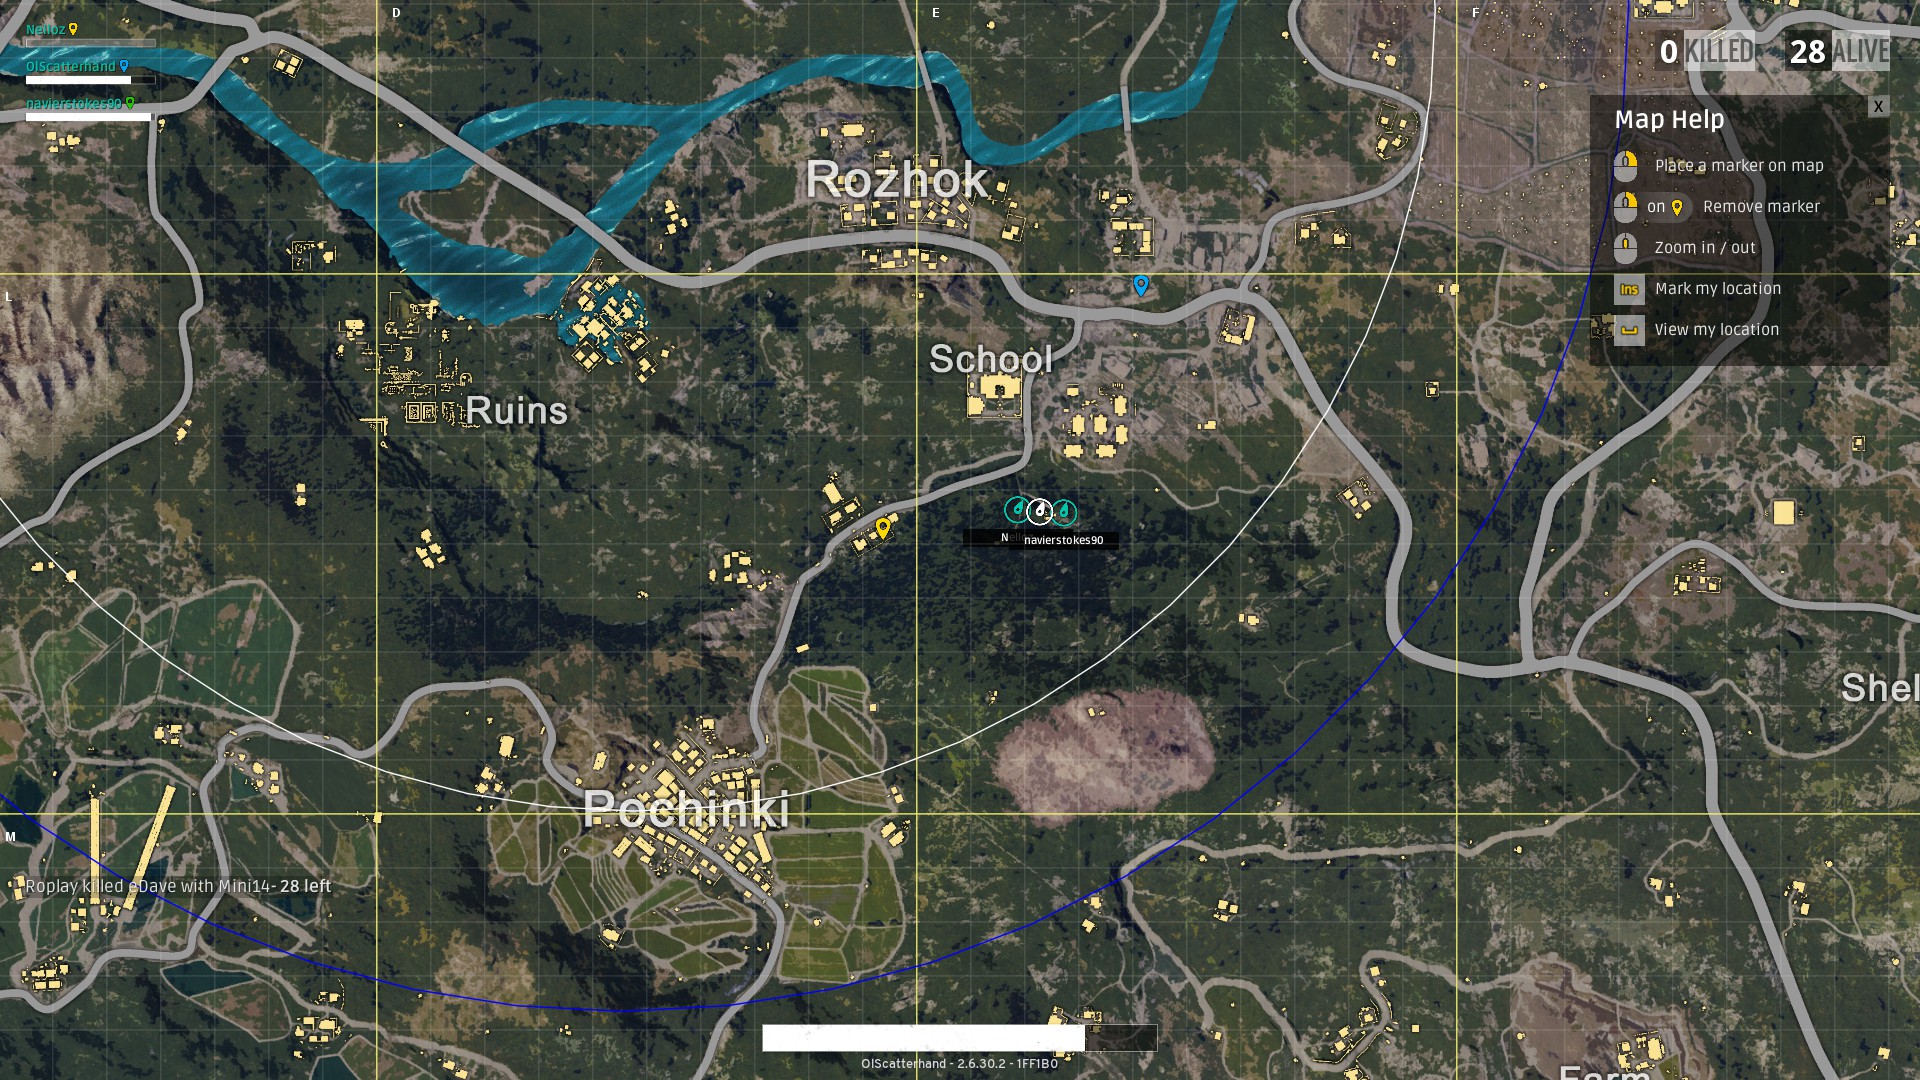 D
E
F
Nelloz
OlScatterhand
navierstokes90
0 KILLED 28 ALIVE
X
Map Help
Place a marker on map
on Remove marker
Zoom in / out
Ins Mark my location
View my location
Rozhok
L
School
Ruins
navierstokes90
Shel
Pochinki
M
Roplay killed eDave with Mini14- 28 left
OlScatterhand - 2.6.30.2 - 1FF1B0
Farm